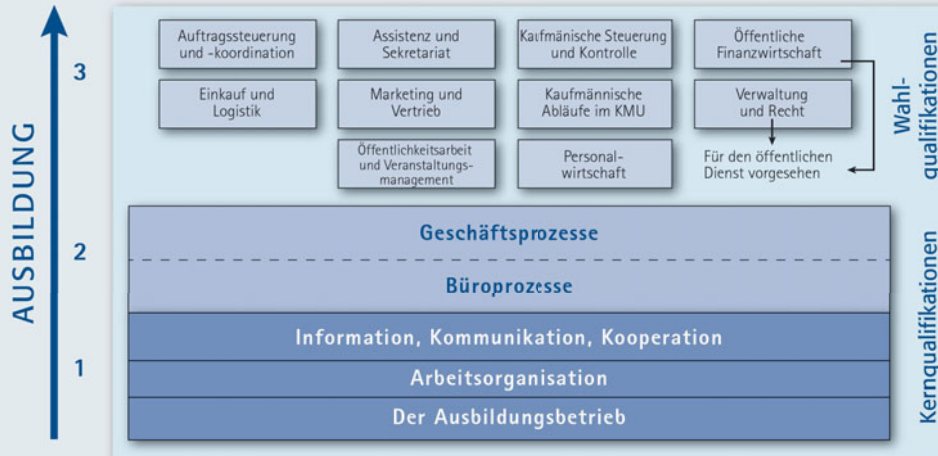 AUSBILDUNG
3
Auftragssteuerung
und -koordination
Assistenz und
Sekretariat
Kaufmänische Steuerung
und Kontrolle
Öffentliche
Finanzwirtschaft
Einkauf und
Logistik
Marketing und
Vertrieb
Kaufmännische
Abläufe im KMU
Verwaltung
und Recht
Öffentlichkeitsarbeit
und Veranstaltungs-
management
Personal-
wirtschaft
Für den öffentlichen
Dienst vorgesehen
Wahl-
qualifikationen
2
Geschäftsprozesse
Büroprozesse
1
Information, Kommunikation, Kooperation
Arbeitsorganisation
Der Ausbildungsbetrieb
Kernqualifikationen